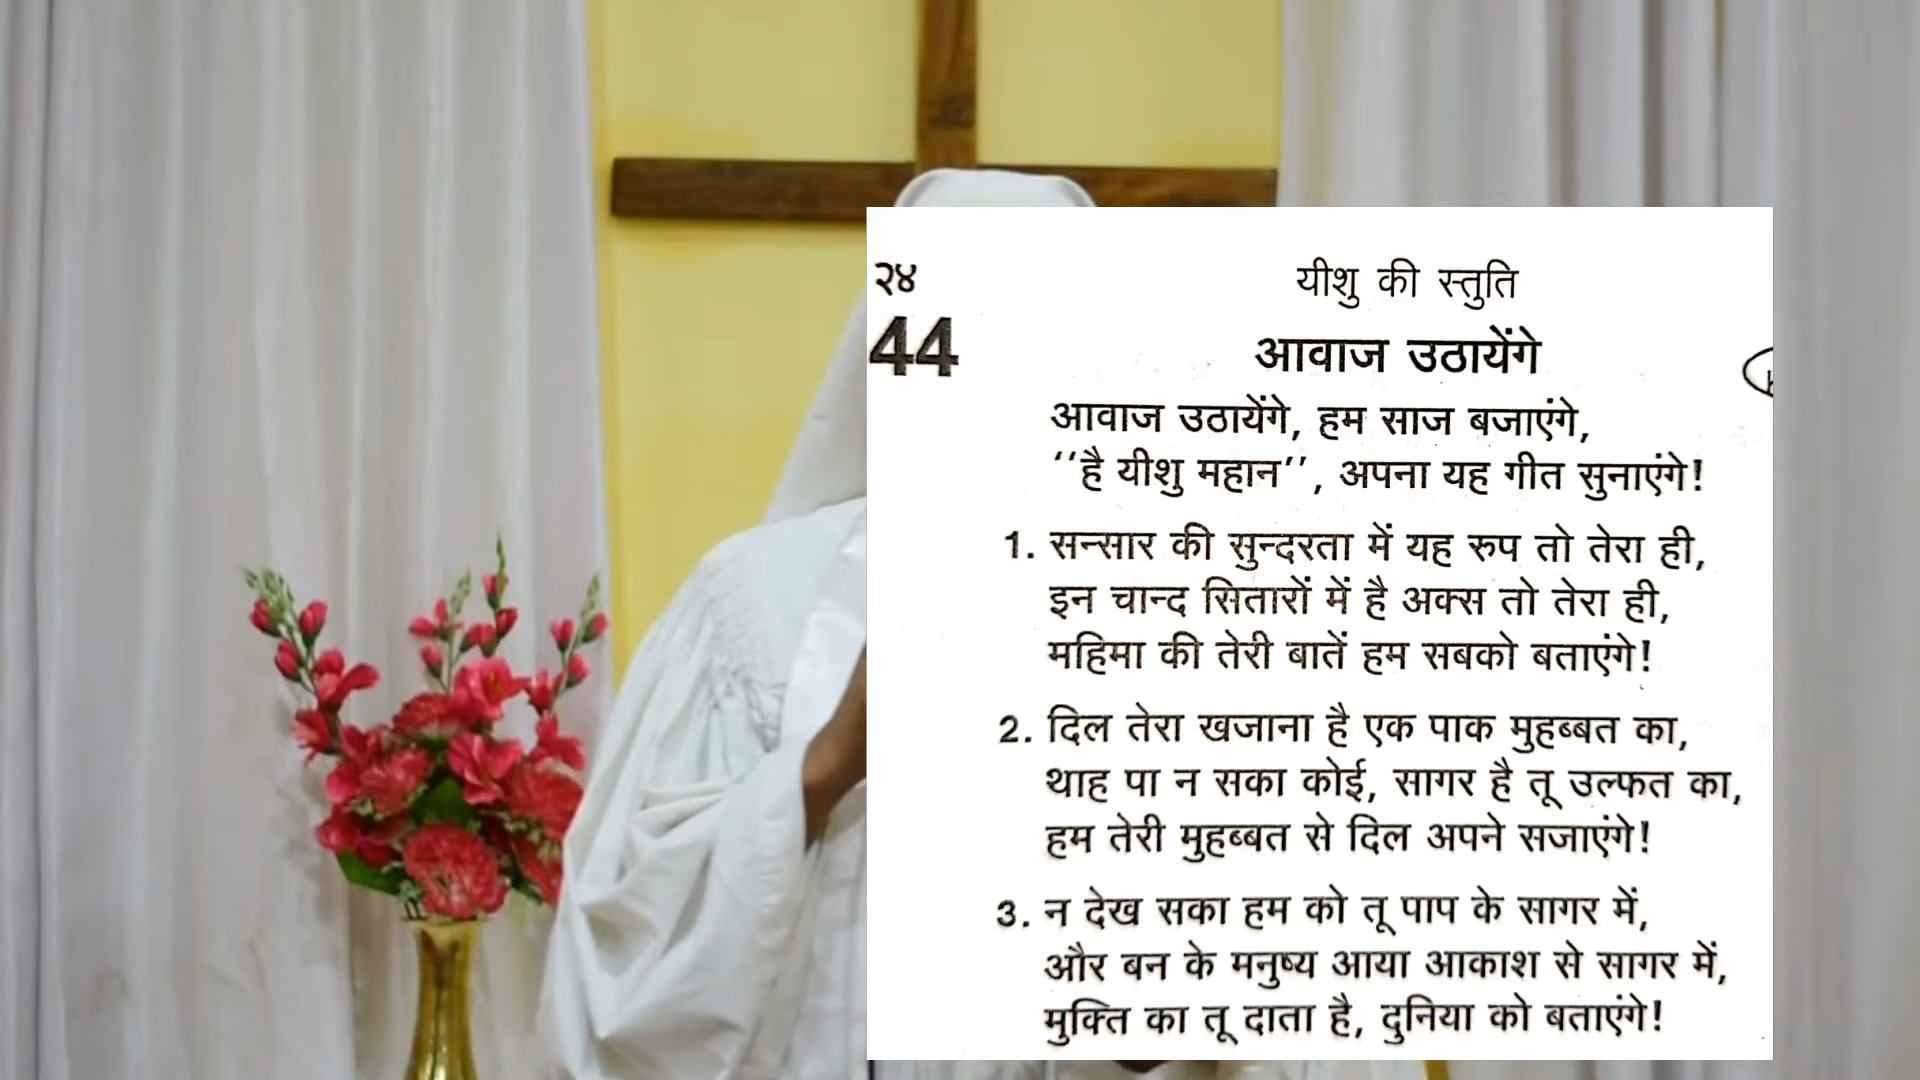 २४
यीशु की स्तुति
44
आवाज उठायेंगे
आवाज उठायेंगे, हम साज बजाएंगे,
‘‘है यीशु महान’’, अपना यह गीत सुनाएंगे!
1. सन्सार की सुन्दरता में यह रुप तो तेरा ही,
इन चान्द सितारों में है अक्स तो तेरा ही,
महिमा की तेरी बातें हम सबको बताएंगे!
2. दिल तेरा खजाना है एक पाक मुहब्बत का,
थाह पा न सका कोई, सागर है तू उल्फत का,
हम तेरी मुहब्बत से दिल अपने सजाएंगे!
3. न देख सका हम को तू पाप के सागर में,
और बन के मनुष्य आया आकाश से सागर में,
मुक्ति का तू दाता है, दुनिया को बताएंगे!